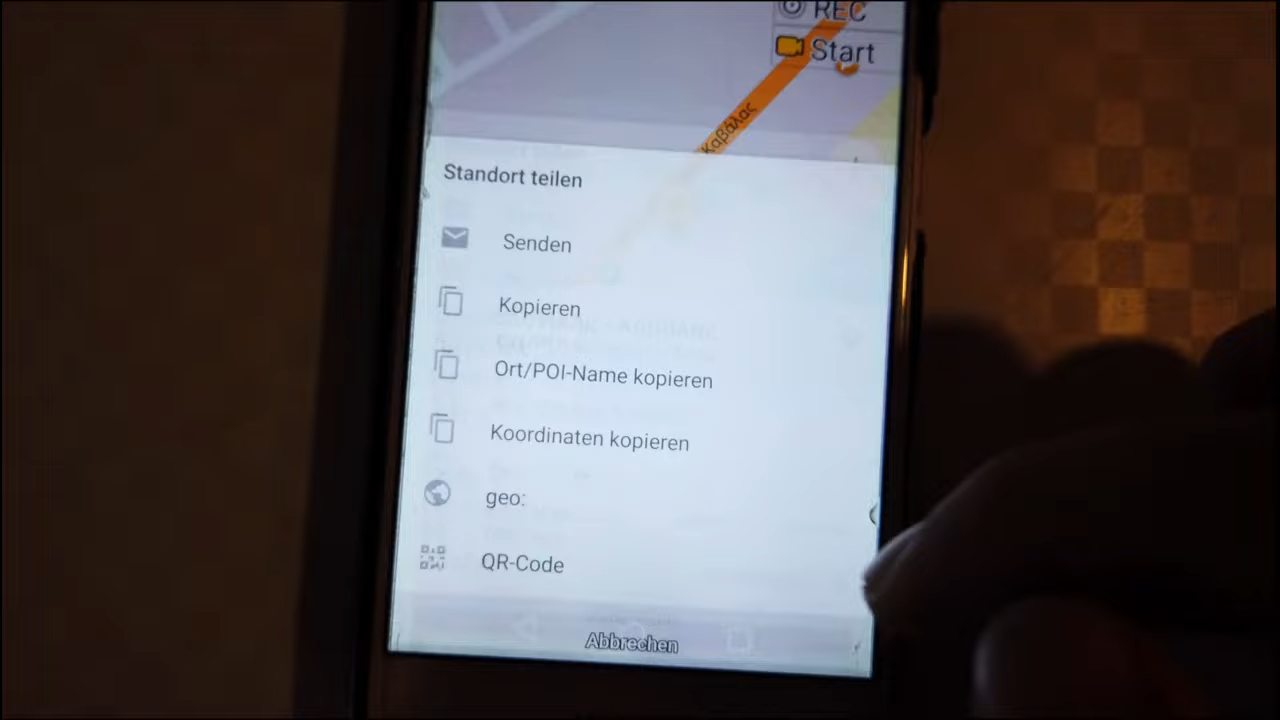 REC
Start
Καβάλας
Standort teilen
Senden
Kopieren
Ort/POI-Name kopieren
Koordinaten kopieren
geo:
QR-Code
Abbrechen